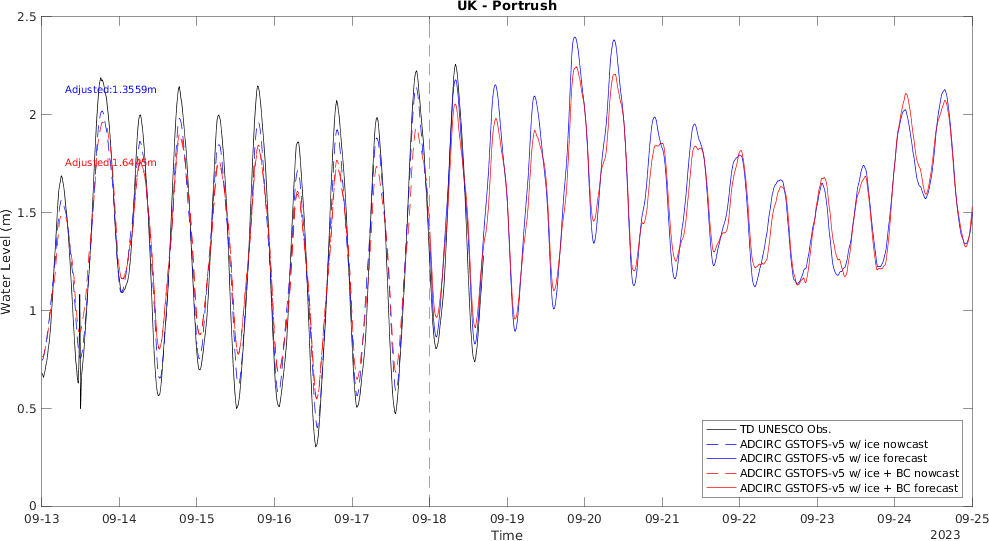 UK - Portrush
2.5
2
1.5
1
0.5
0
Water Level (m)
Adjusted:1.3559m
Adjusted:
09-13 09-14 09-15 09-16 09-17 09-18 09-19 09-20 09-21 09-22 09-23 09-24 09-25
2023
Time
TD UNESCO Obs.
ADCIRC GSTOFS-v5 w/ ice nowcast
ADCIRC GSTOFS-v5 w/ ice forecast
ADCIRC GSTOFS-v5 w/ ice + BC nowcast
ADCIRC GSTOFS-v5 w/ ice + BC forecast